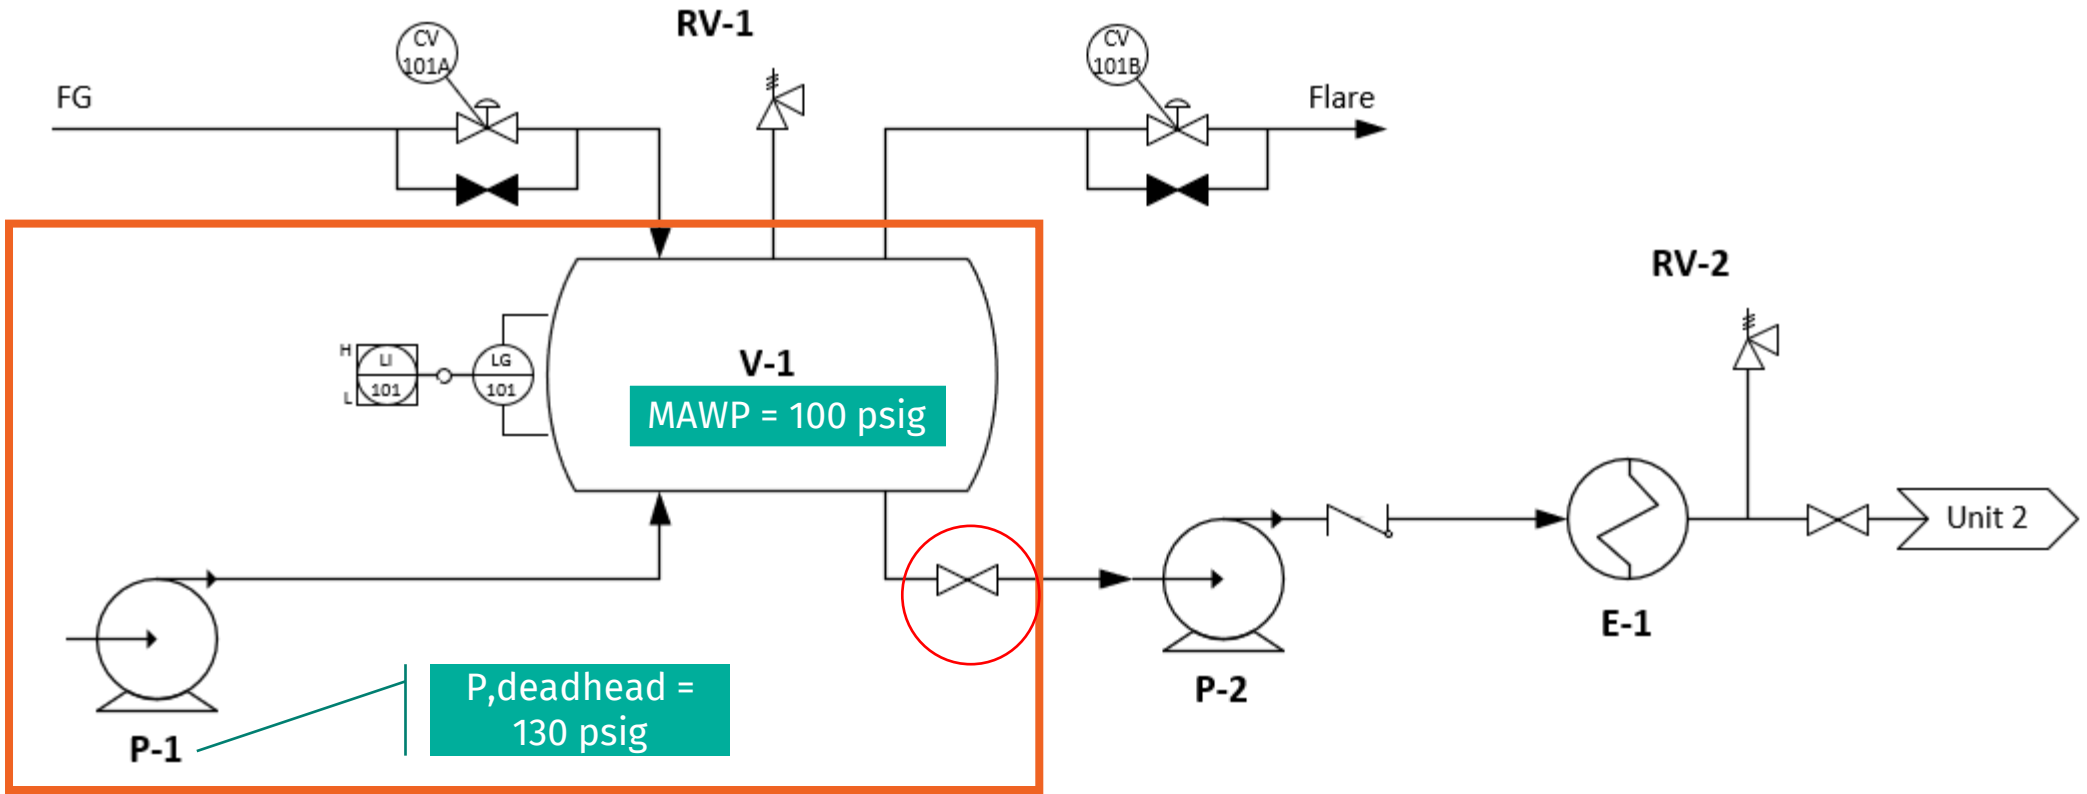 RV-1
CV
101A
CV
101B
FG
Flare
RV-2
H
LI
101
L
LG
101
V-1
MAWP = 100 psig
Unit 2
E-1
P-2
P,deadhead =
130 psig
P-1